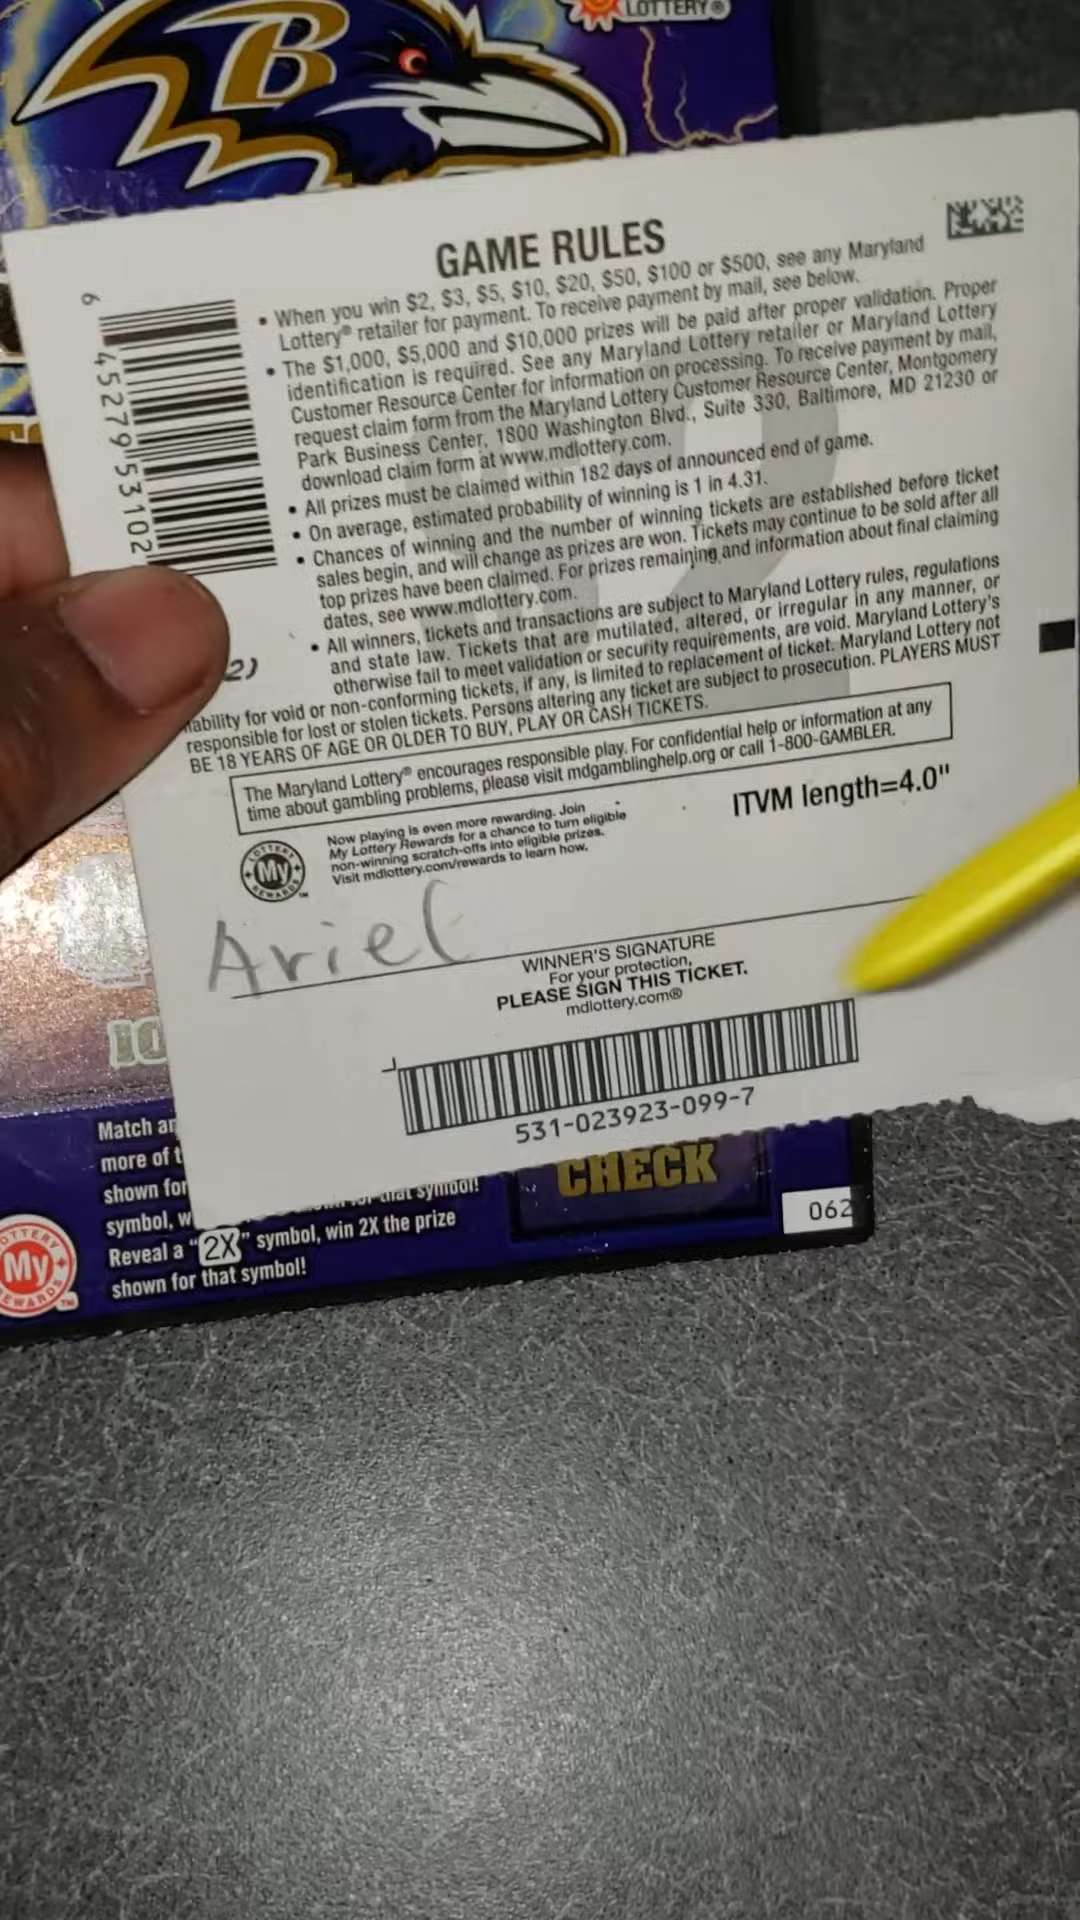 B
LOTTERY®
GAME RULES
6 45279 53102
• When you win $2, $3, $5, $10, $20, $50, $100 or $500, see any Maryland
Lottery® retailer for payment. To receive payment by mail, see below.
• The $1,000, $5,000 and $10,000 prizes will be paid after proper validation. Proper
identification is required. See any Maryland Lottery retailer or Maryland Lottery
Customer Resource Center for information on processing. To receive payment by mail,
request claim form from the Maryland Lottery Customer Resource Center, Montgomery
Park Business Center, 1800 Washington Blvd., Suite 330, Baltimore, MD 21230 or
download claim form at www.mdlottery.com.
• All prizes must be claimed within 182 days of announced end of game.
• On average, estimated probability of winning is 1 in 4.31.
• Chances of winning and the number of winning tickets are established before ticket
sales begin, and will change as prizes are won. Tickets may continue to be sold after all
top prizes have been claimed. For prizes remaining and information about final claiming
dates, see www.mdlottery.com.
• All winners, tickets and transactions are subject to Maryland Lottery rules, regulations
and state law. Tickets that are mutilated, altered, or irregular in any manner, or
otherwise fail to meet validation or security requirements, are void. Maryland Lottery's
liability for void or non-conforming tickets, if any, is limited to replacement of ticket. Maryland Lottery not
responsible for lost or stolen tickets. Persons altering any ticket are subject to prosecution. PLAYERS MUST
BE 18 YEARS OF AGE OR OLDER TO BUY, PLAY OR CASH TICKETS.
2)
The Maryland Lottery® encourages responsible play. For confidential help or information at any
time about gambling problems, please visit mdgamblinghelp.org or call 1-800-GAMBLER.
LOTTERY
My
REWARDS™
Now playing is even more rewarding. Join
My Lottery Rewards for a chance to turn eligible
non-winning scratch-offs into eligible prizes.
Visit mdlottery.com/rewards to learn how.
ITVM length=4.0"
Ariel
WINNER'S SIGNATURE
For your protection,
PLEASE SIGN THIS TICKET.
mdlottery.com®
531-023923-099-7
Match
more of
shown for
symbol,
that symbol!
Reveal a "2X" symbol, win 2X the prize
shown for that symbol!
CHECK
062
LOTTERY
My
REWARDS™